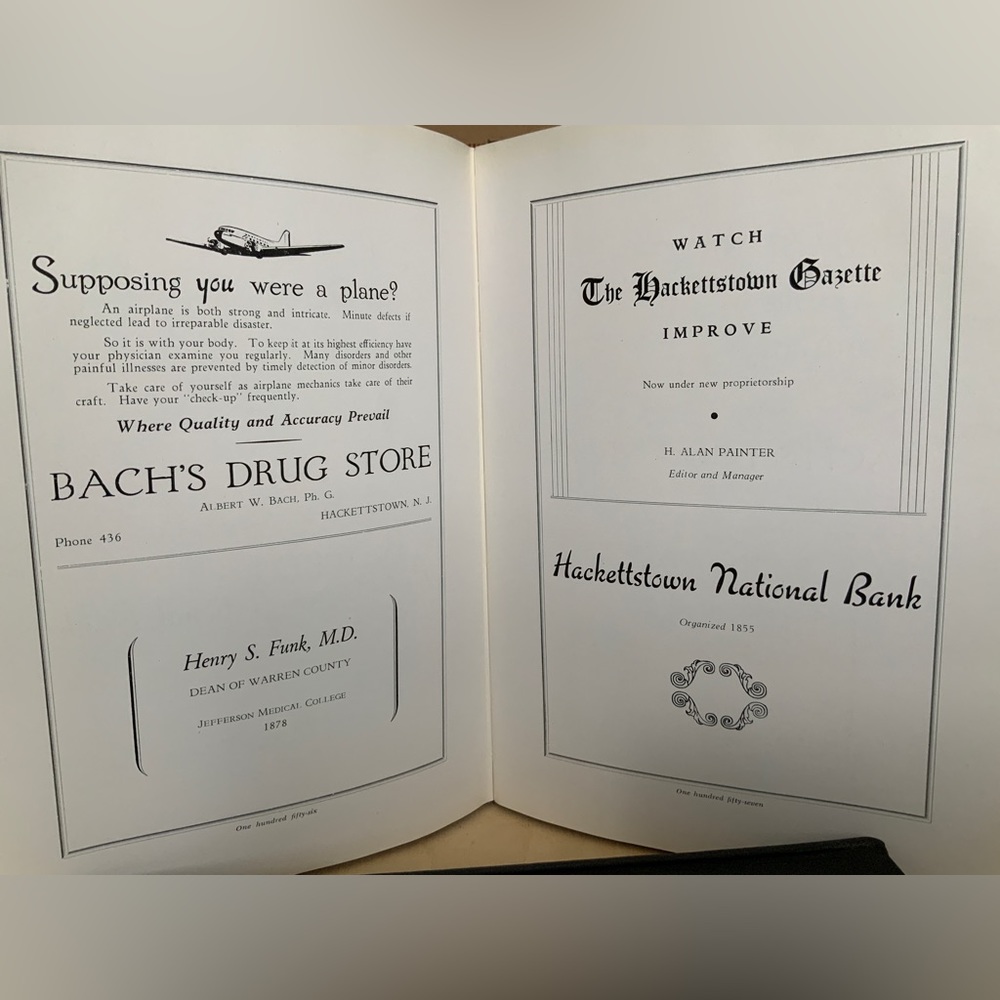 Supposing you were a plane?
An airplane is both strong and intricate. Minute defects if
neglected lead to irreparable disaster.
So it is with your body. To keep it at its highest efficiency have
your physician examine you regularly. Many disorders and other
painful illnesses are prevented by timely detection of minor disorders.
Take care of yourself as airplane mechanics take care of their
craft. Have your "check-up" frequently.
Where Quality and Accuracy Prevail
BACH'S DRUG STORE
ALBERT W. BACH, PH. G.
HACKETTSTOWN, N. J.
Phone 436
Henry S. Funk, M.D.
DEAN OF WARREN COUNTY
JEFFERSON MEDICAL COLLEGE
1878
One hundred fifty-six
WATCH
The Hackettstown Gazette
IMPROVE
Now under new proprietorship
H. ALAN PAINTER
Editor and Manager
Hackettstown National Bank
Organized 1855
One hundred fifty-seven